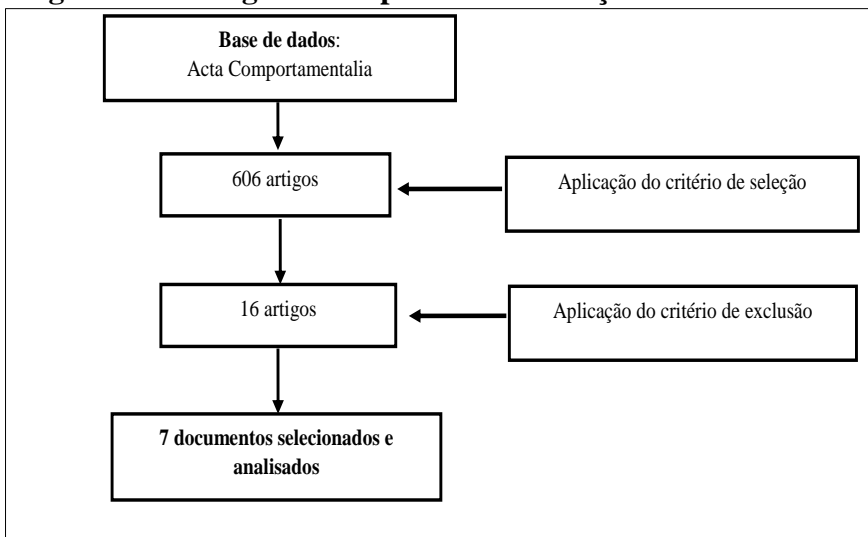 Base de dados:
Acta Comportamentalia
606 artigos
Aplicação do critério de seleção
16 artigos
Aplicação do critério de exclusão
7 documentos selecionados e
analisados